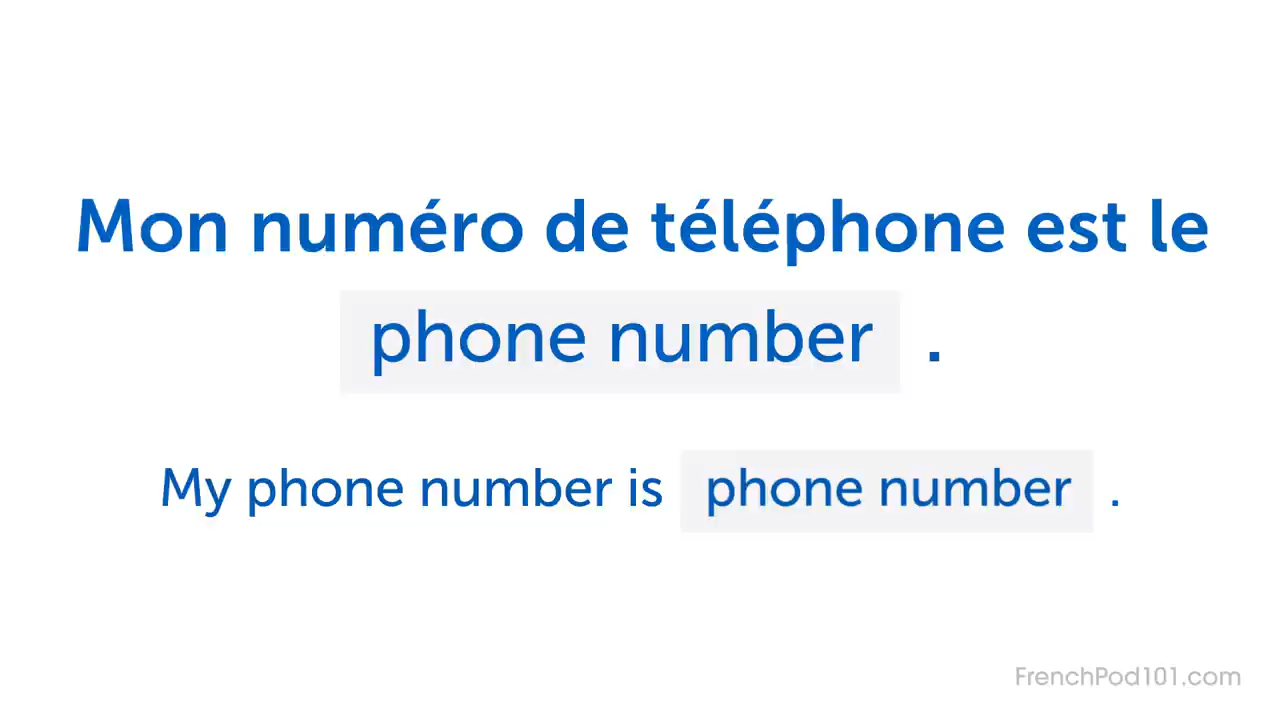 Mon numéro de téléphone est le
phone number .
My phone number is phone number .
FrenchPod101.com